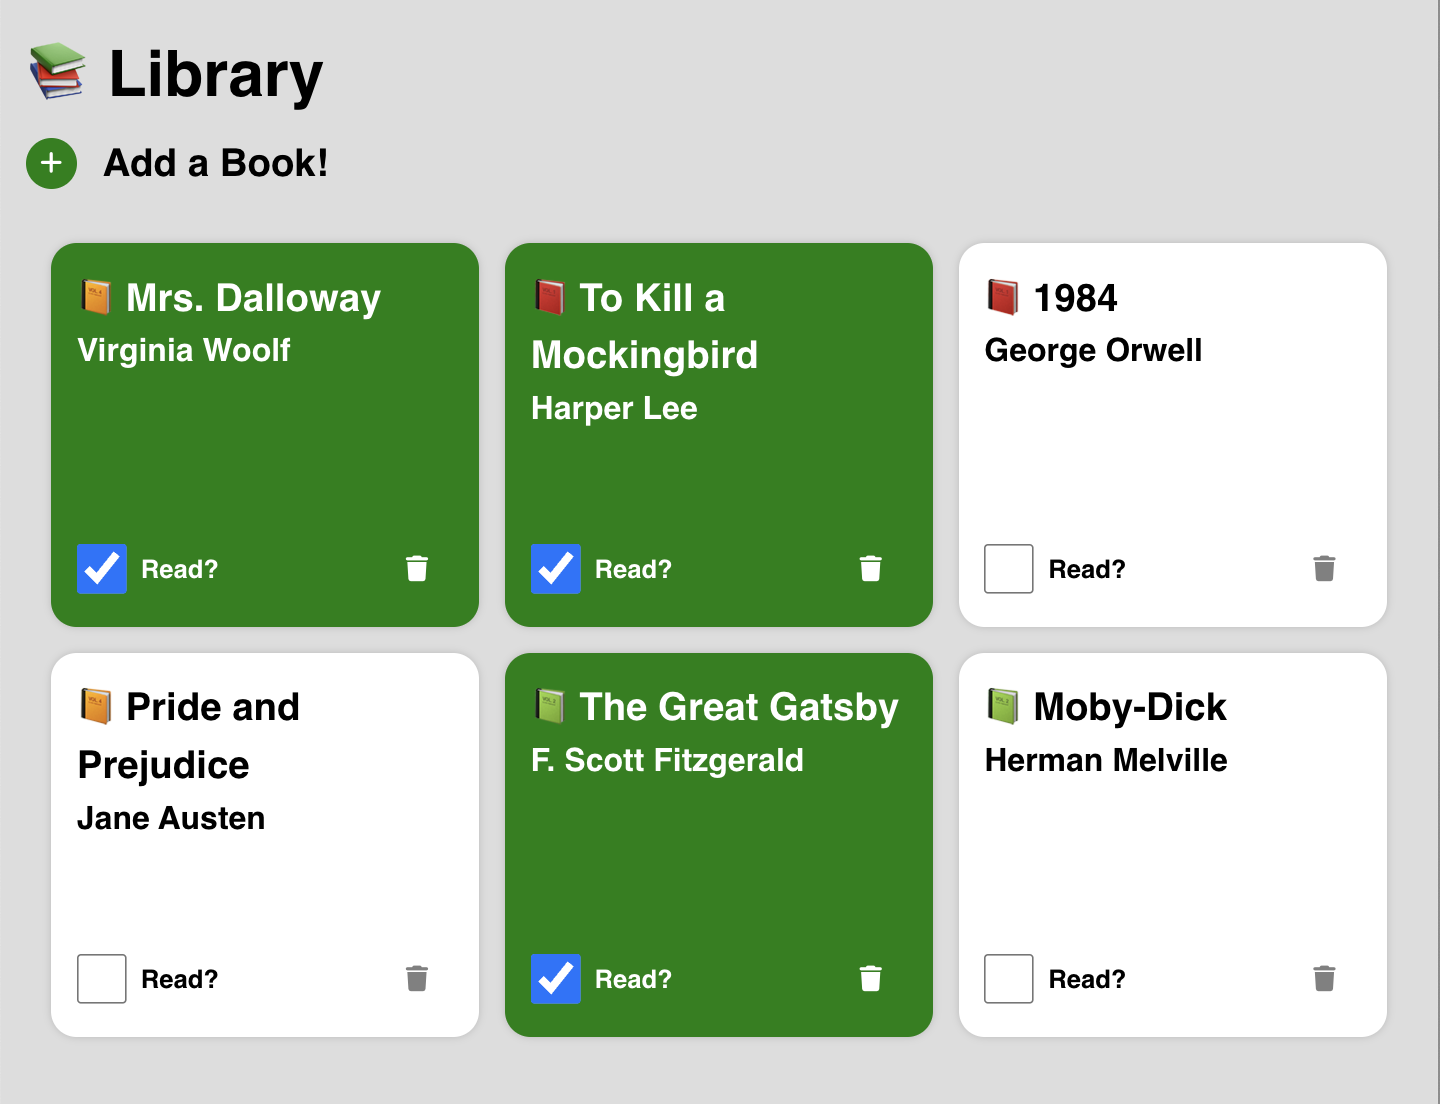 Library
Add a Book!
Mrs. Dalloway
Virginia Woolf
Read?
To Kill a
Mockingbird
Harper Lee
Read?
1984
George Orwell
Read?
Pride and
Prejudice
Jane Austen
Read?
The Great Gatsby
F. Scott Fitzgerald
Read?
Moby-Dick
Herman Melville
Read?